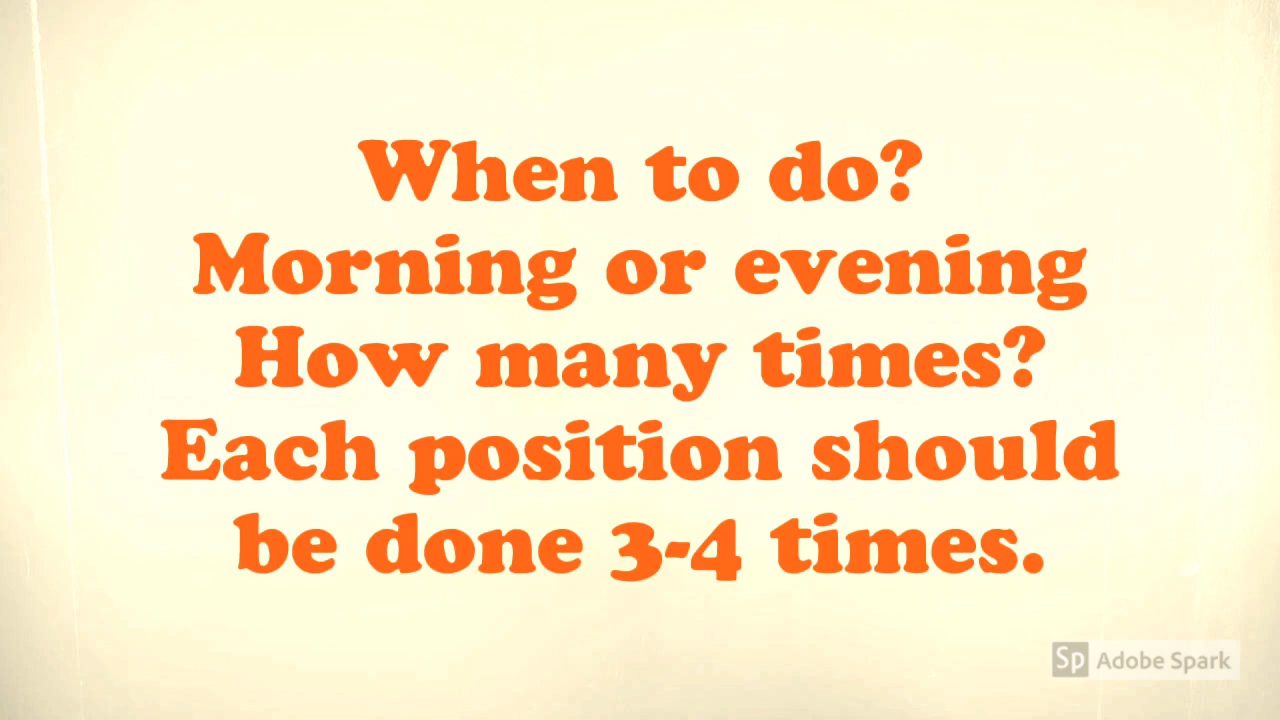 When to do?
Morning or evening
How many times?
Each position should
be done 3-4 times.
Sp Adobe Spark